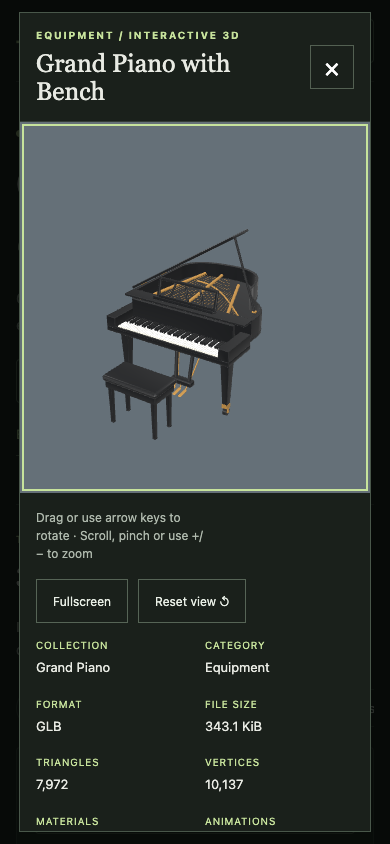 EQUIPMENT / INTERACTIVE 3D
Grand Piano with
Bench
×
Drag or use arrow keys to
rotate · Scroll, pinch or use +/
− to zoom
Fullscreen
Reset view ↺
COLLECTION
CATEGORY
Grand Piano
Equipment
FORMAT
FILE SIZE
GLB
343.1 KiB
TRIANGLES
VERTICES
7,972
10,137
MATERIALS
ANIMATIONS